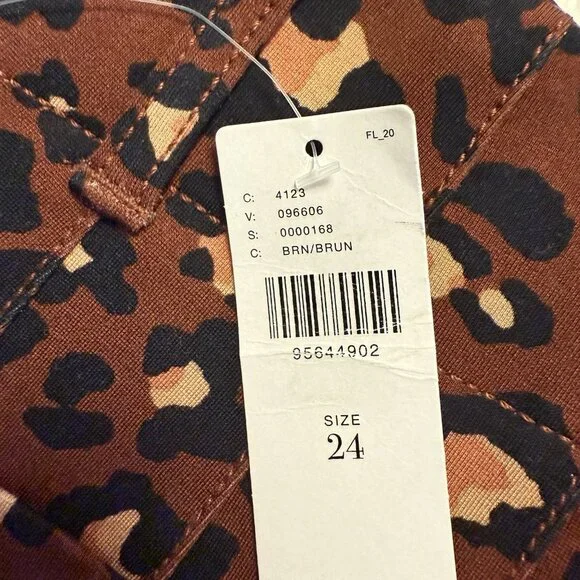 FL_20
C: 4123
V: 096606
S: 0000168
C: BRN/BRUN
95644902
SIZE
24